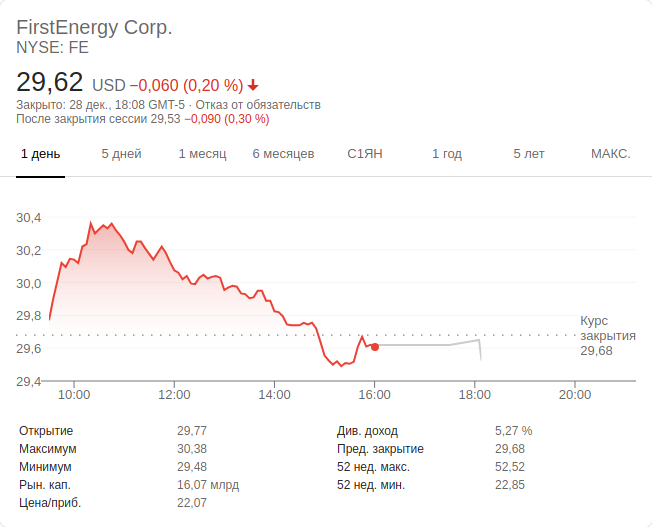 FirstEnergy Corp.
NYSE: FE
29,62 USD −0,060 (0,20 %)
Закрыто: 28 дек., 18:08 GMT-5 · Отказ от обязательств
После закрытия сессии 29,53 −0,090 (0,30 %)
1 день 5 дней 1 месяц 6 месяцев С1ЯН 1 год 5 лет МАКС.
30,4
30,2
30,0
29,8
Курс
закрытия
29,68
29,6
29,4
10:00 12:00 14:00 16:00 18:00 20:00
Открытие 29,77 Див. доход 5,27 %
Максимум 30,38 Пред. закрытие 29,68
Минимум 29,48 52 нед. макс. 52,52
Рын. кап. 16,07 млрд 52 нед. мин. 22,85
Цена/приб. 22,07